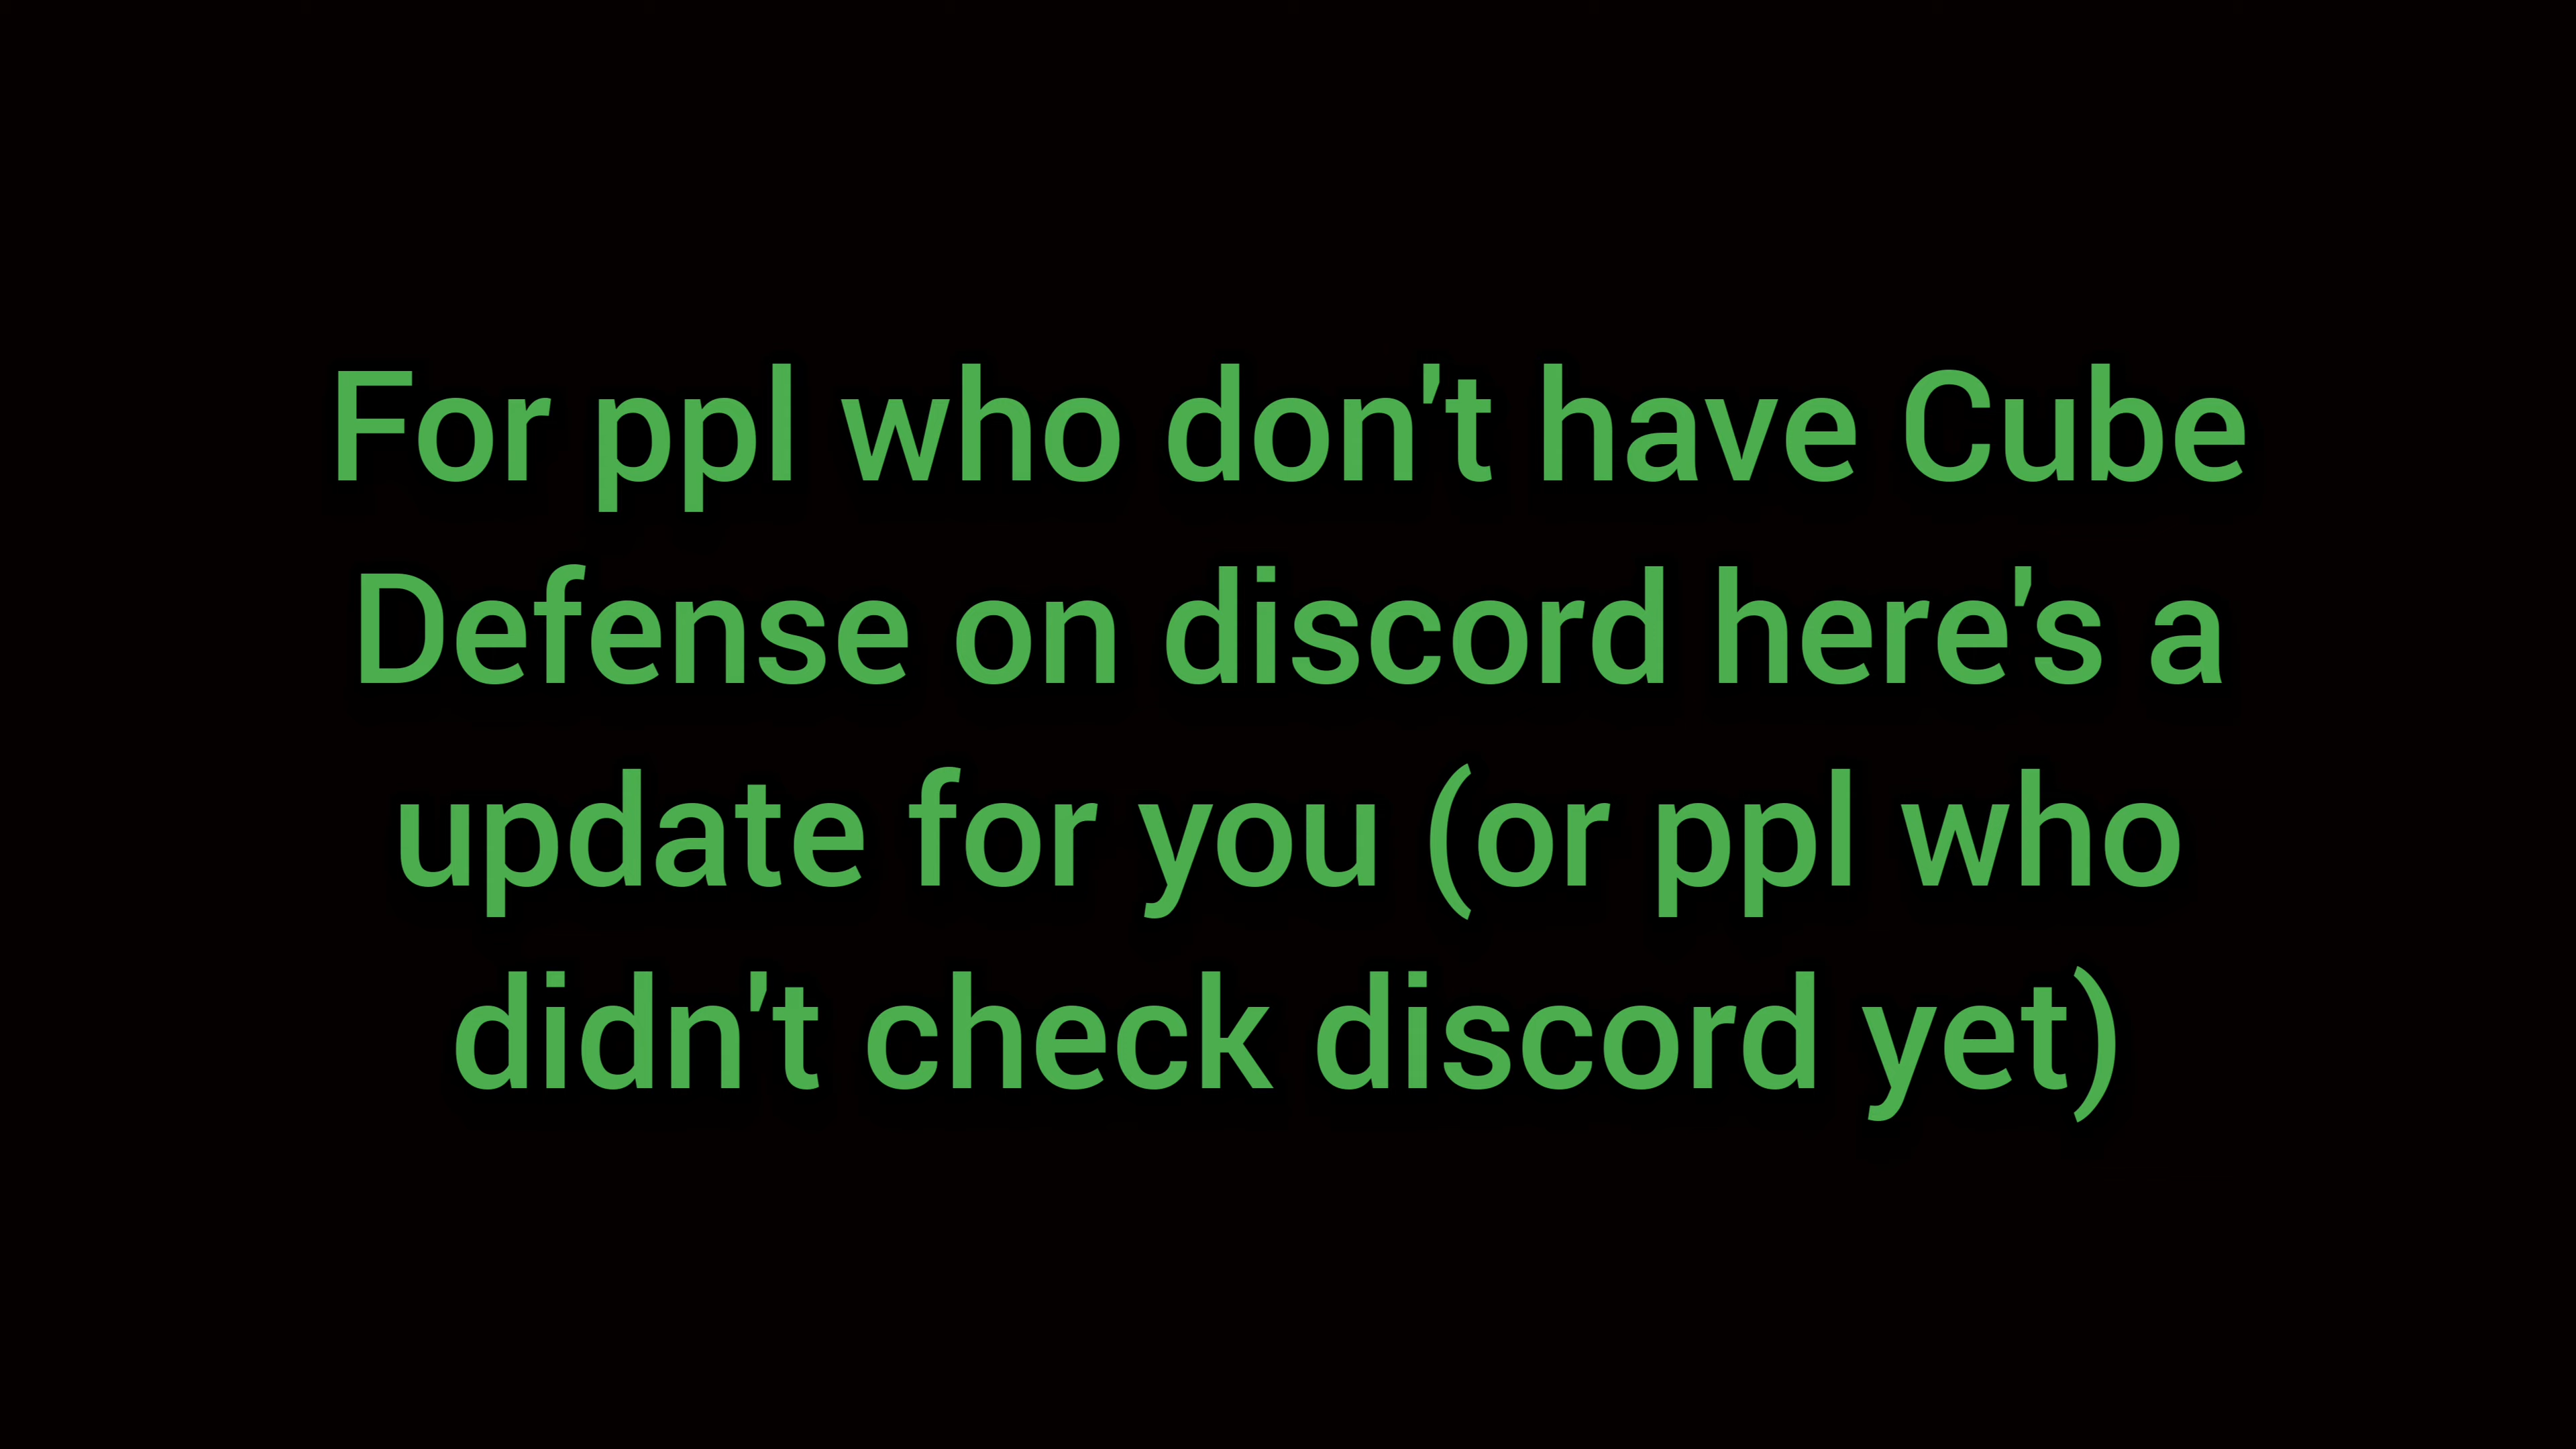 For ppl who don't have Cube
Defense on discord here's a
update for you (or ppl who
didn't check discord yet)